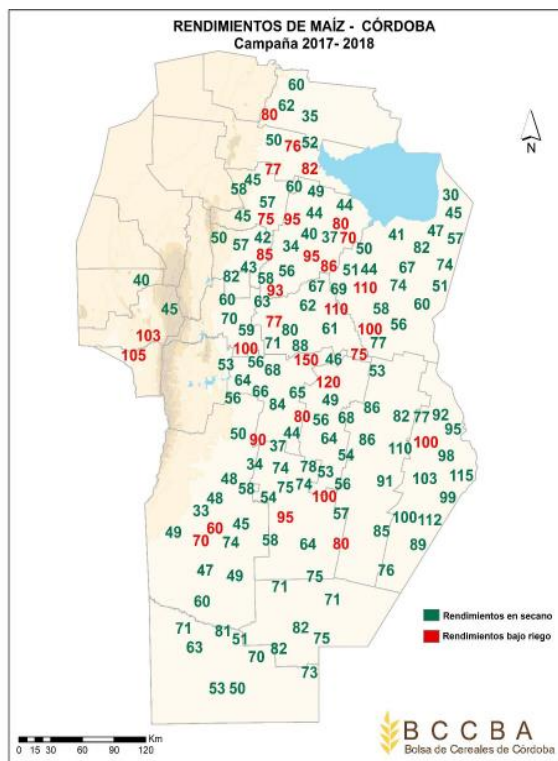 RENDIMIENTOS DE MAÍZ - CÓRDOBA
Campaña 2017- 2018
60
62
80 35
50 76 52
77 82
45
58 60 49
57
45 75 95 44 44
80 30
45
50 57 42 34 40 37 70 41 47 57
85 95 50 82
43 56 86 51 44 67 74
82 58
40 93 67 69 110 74 51
45 60 63 62 110 58 60
70 77
103 59 80 61 100 56
105 100 71 88 77
53 56 68 150 46 75 53
64 120
56 66 65 49
84 86 82 77 92
80 56 68 95
50 90 44 64 86 100
37 54 110 98
34 74 78 53
48 58 75 74 56 91 103 115
48 54 100 99
33 95 57 100 112
49 60 45 85
70 74 58 64 80 89
47 49 75 76
71
60 71
71 81 82
63 51 75
70 82
73
53 50
Rendimientos en secano
Rendimientos bajo riego
N
Km
0 15 30 60 90 120
BCCBA
Bolsa de Cereales de Córdoba